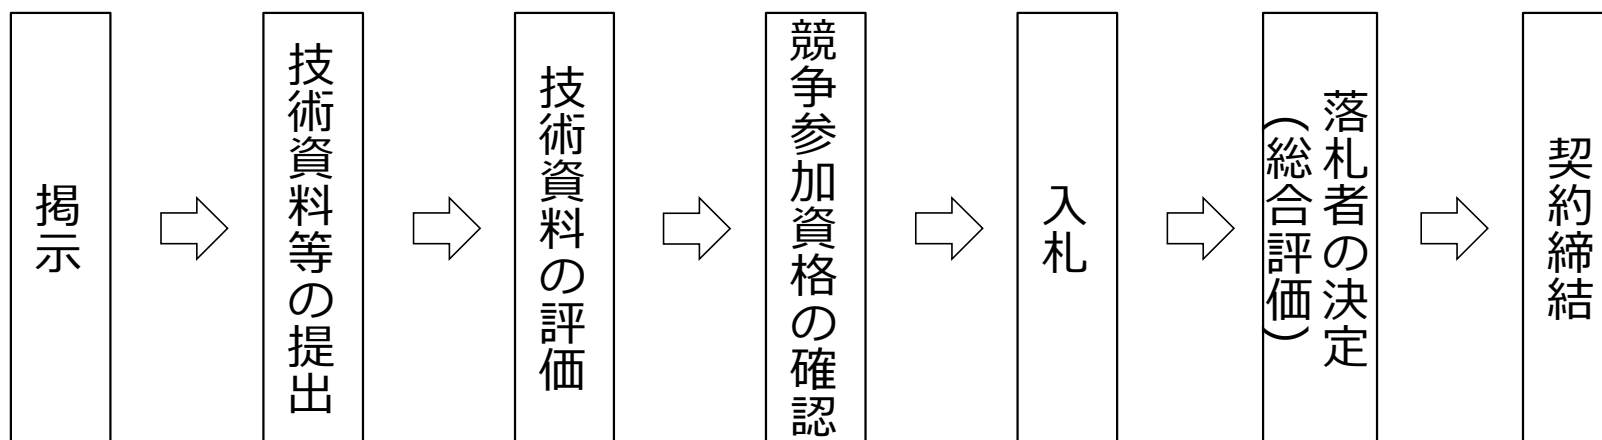 掲示
技術資料等の提出
技術資料の評価
競争参加資格の確認
入札
落札者の決定
（総合評価）
契約締結